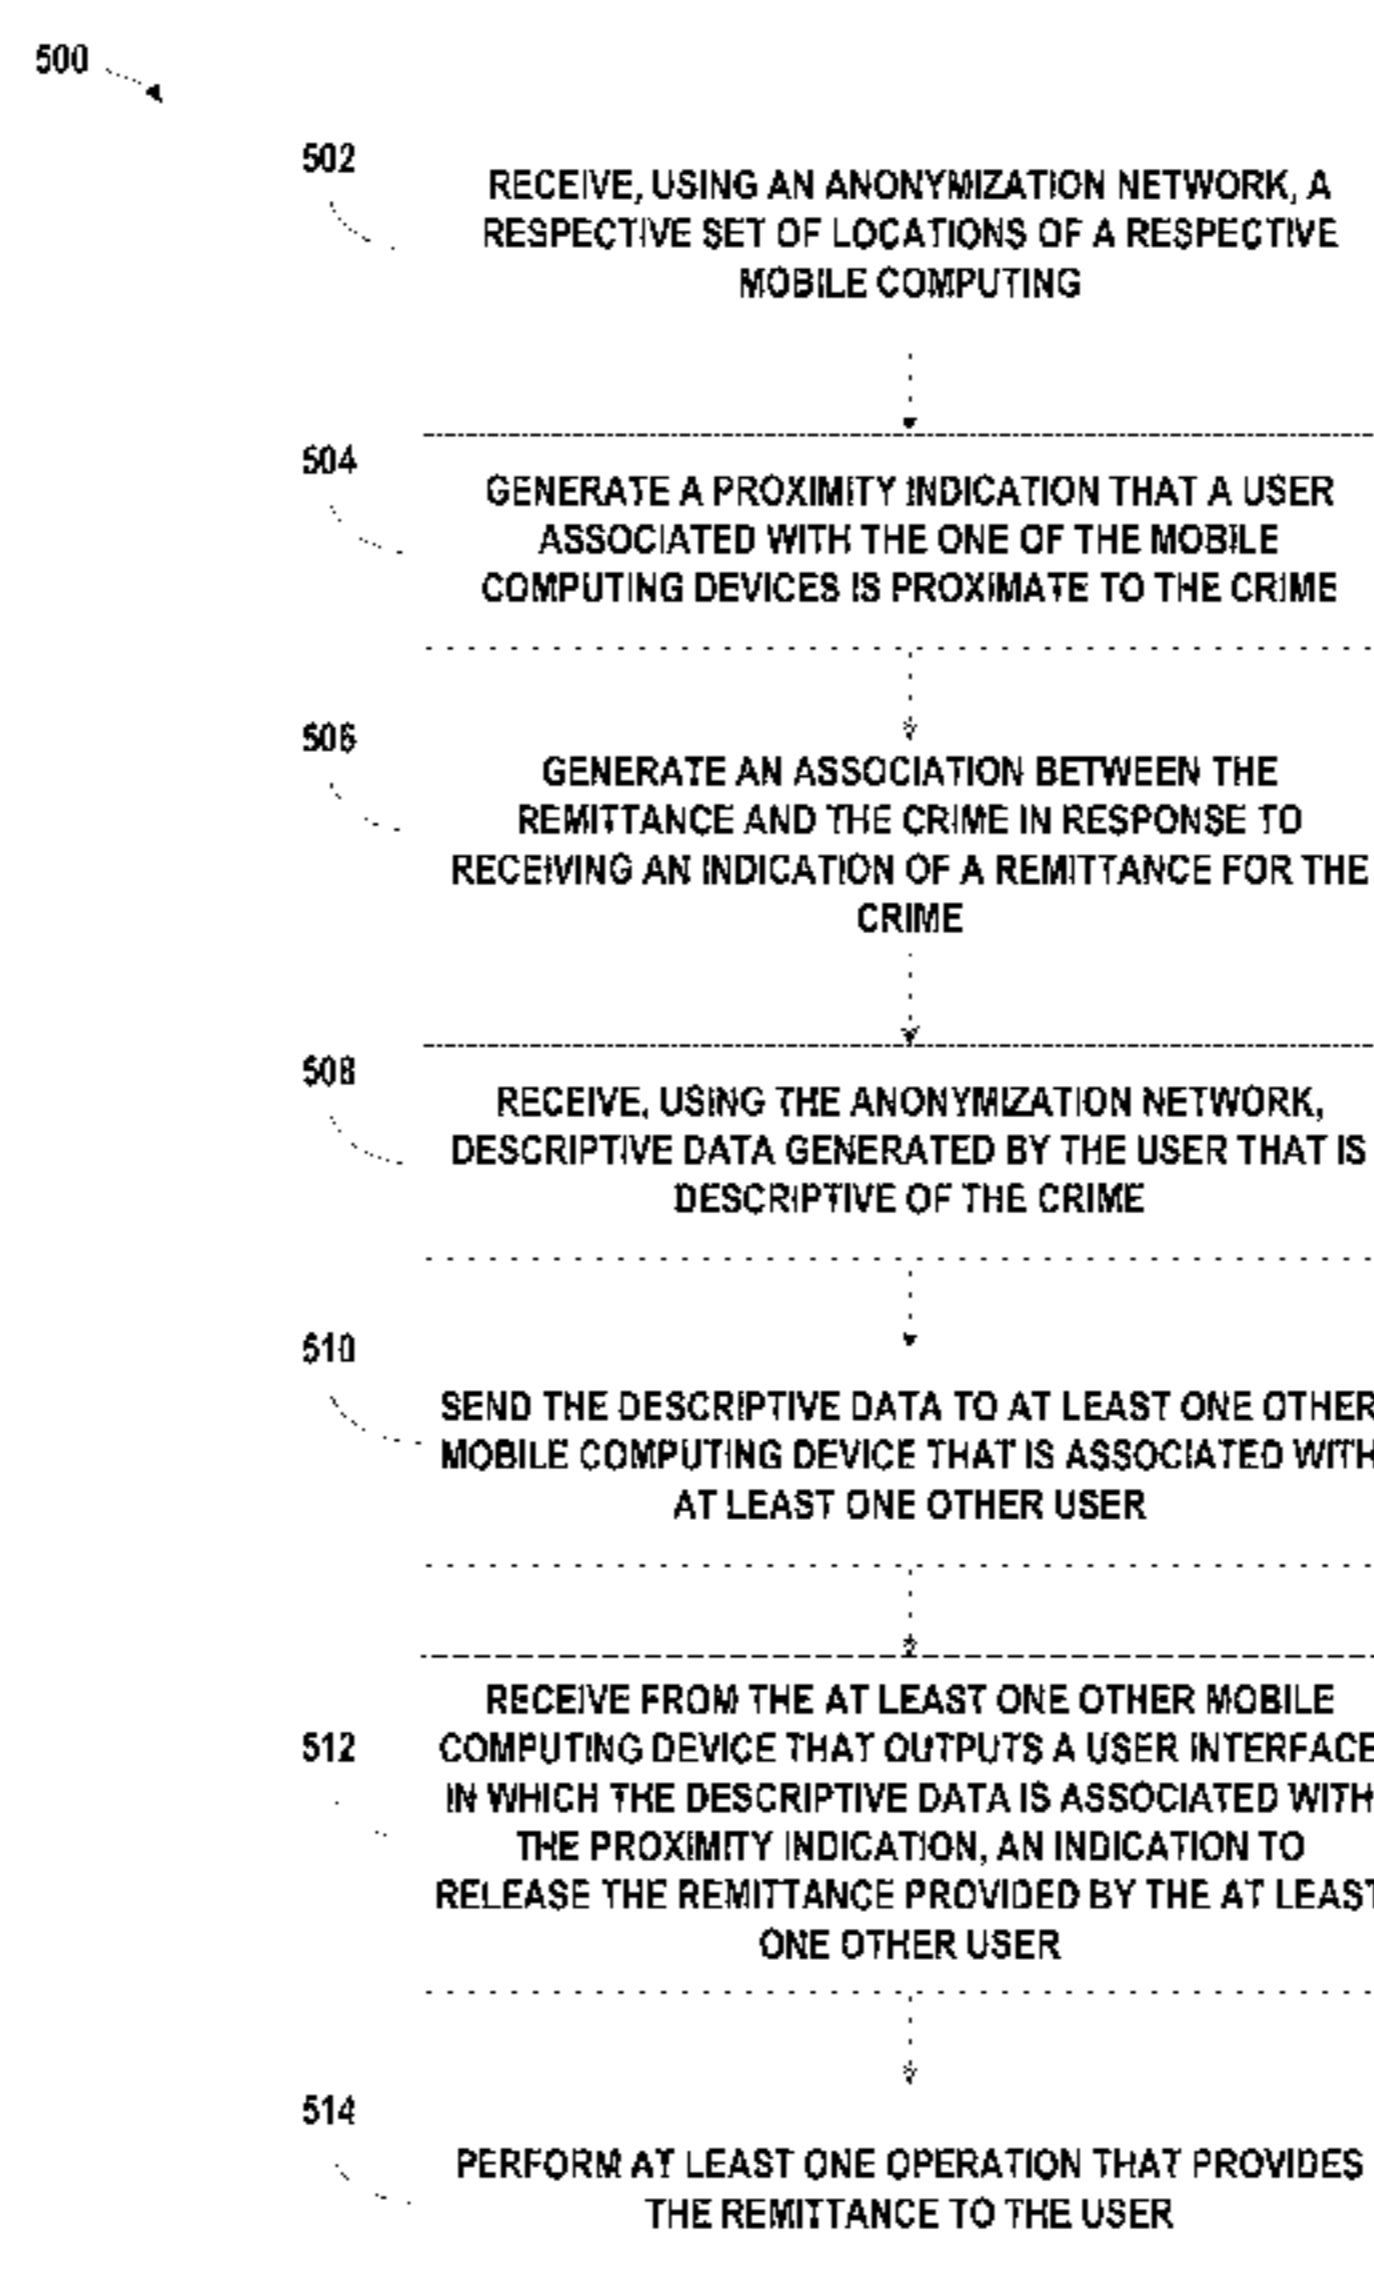 500
502
RECEIVE, USING AN ANONYMIZATION NETWORK, A
RESPECTIVE SET OF LOCATIONS OF A RESPECTIVE
MOBILE COMPUTING
504
GENERATE A PROXIMITY INDICATION THAT A USER
ASSOCIATED WITH THE ONE OF THE MOBILE
COMPUTING DEVICES IS PROXIMATE TO THE CRIME
506
GENERATE AN ASSOCIATION BETWEEN THE
REMITTANCE AND THE CRIME IN RESPONSE TO
RECEIVING AN INDICATION OF A REMITTANCE FOR THE
CRIME
508
RECEIVE, USING THE ANONYMIZATION NETWORK,
DESCRIPTIVE DATA GENERATED BY THE USER THAT IS
DESCRIPTIVE OF THE CRIME
510
SEND THE DESCRIPTIVE DATA TO AT LEAST ONE OTHER
MOBILE COMPUTING DEVICE THAT IS ASSOCIATED WITH
AT LEAST ONE OTHER USER
512
RECEIVE FROM THE AT LEAST ONE OTHER MOBILE
COMPUTING DEVICE THAT OUTPUTS A USER INTERFACE
IN WHICH THE DESCRIPTIVE DATA IS ASSOCIATED WITH
THE PROXIMITY INDICATION, AN INDICATION TO
RELEASE THE REMITTANCE PROVIDED BY THE AT LEAST
ONE OTHER USER
514
PERFORM AT LEAST ONE OPERATION THAT PROVIDES
THE REMITTANCE TO THE USER